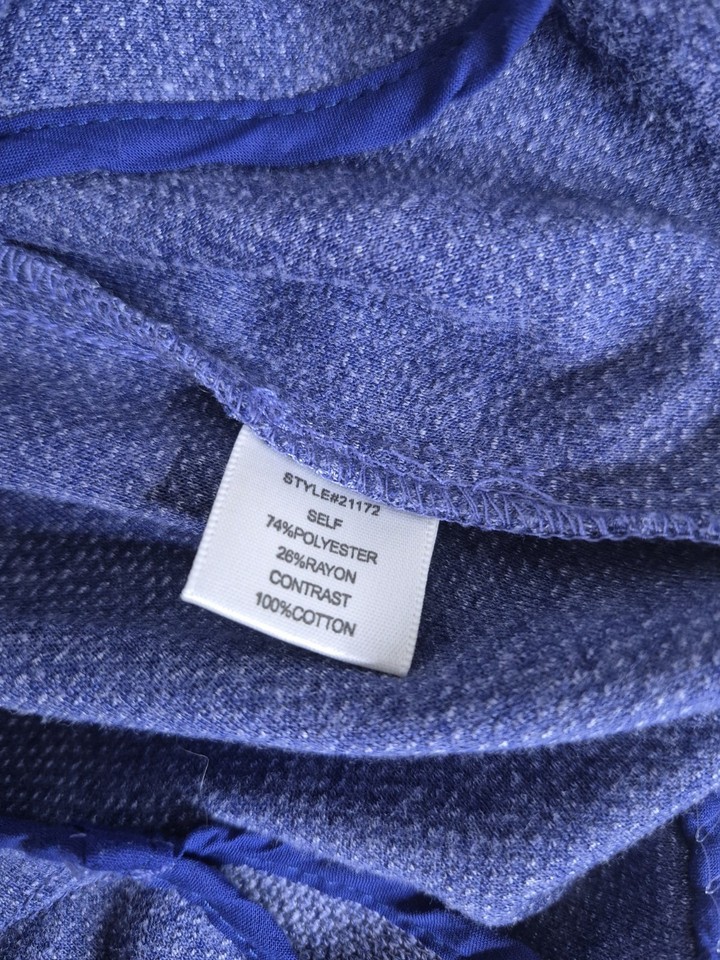 STYLE#21172
SELF
74%POLYESTER
26%RAYON
CONTRAST
100%COTTON